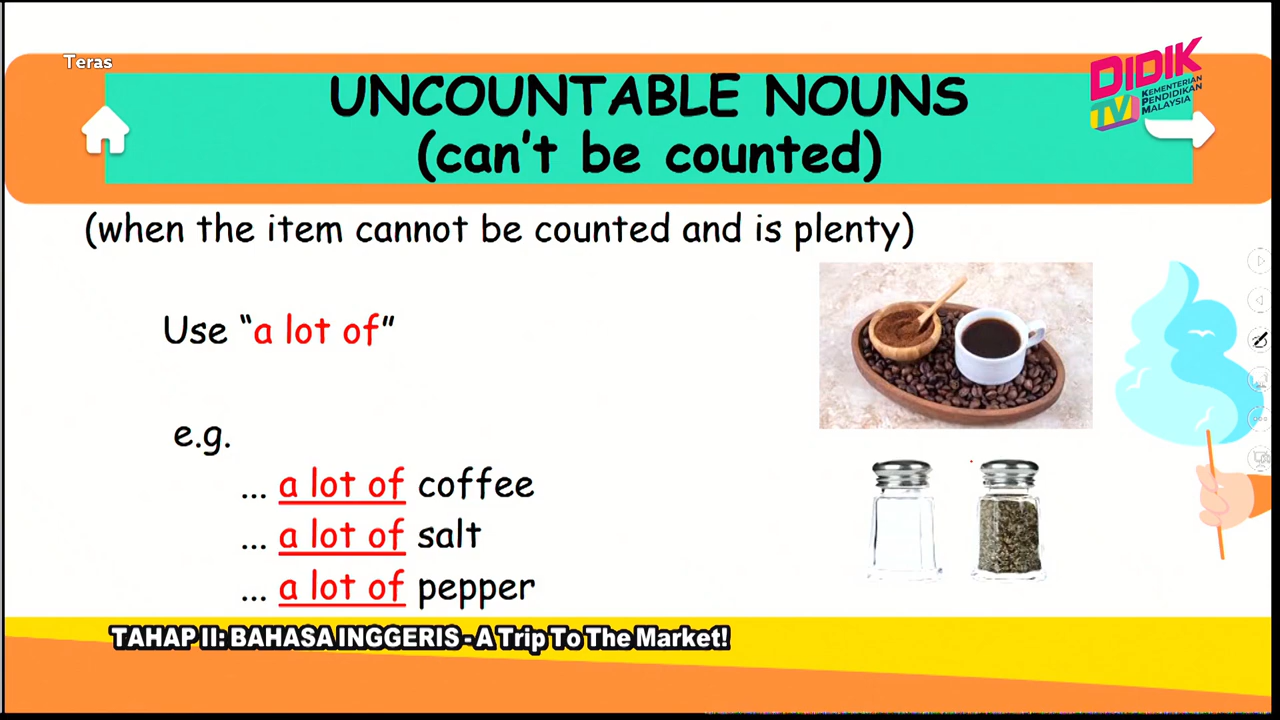 Teras
DIDIK
TV
KEMENTERIAN
PENDIDIKAN
MALAYSIA
UNCOUNTABLE NOUNS
(can't be counted)
(when the item cannot be counted and is plenty)
Use “a lot of”
e.g.
... a lot of coffee
... a lot of salt
... a lot of pepper
TAHAP II: BAHASA INGGERIS - A Trip To The Market!